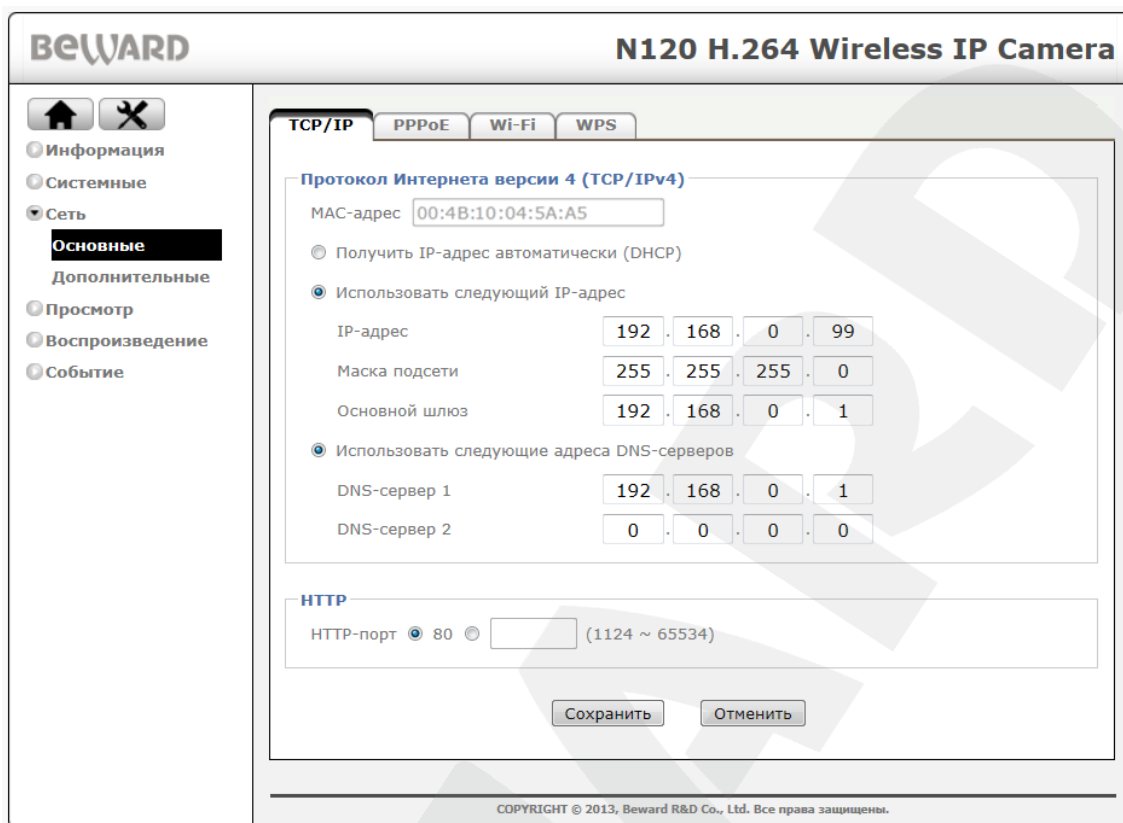 BEWARD
N120 H.264 Wireless IP Camera
Информация
Системные
Сеть
Основные
Дополнительные
Просмотр
Воспроизведение
Событие
TCP/IP PPPoE Wi-Fi WPS
Протокол Интернета версии 4 (TCP/IPv4)
MAC-адрес 00:4B:10:04:5A:A5
Получить IP-адрес автоматически (DHCP)
Использовать следующий IP-адрес
IP-адрес 192 . 168 . 0 . 99
Маска подсети 255 . 255 . 255 . 0
Основной шлюз 192 . 168 . 0 . 1
Использовать следующие адреса DNS-серверов
DNS-сервер 1 192 . 168 . 0 . 1
DNS-сервер 2 0 . 0 . 0 . 0
HTTP
HTTP-порт 80 (1124 ~ 65534)
Сохранить Отменить
COPYRIGHT © 2013, Beward R&D Co., Ltd. Все права защищены.